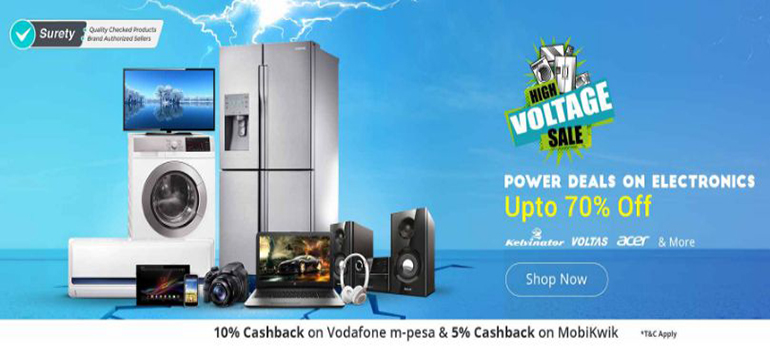 Surety
Quality Checked Products
Brand Authorized Sellers
HIGH
VOLTAGE
SALE
POWER DEALS ON ELECTRONICS
Upto 70% Off
Kelvinator VOLTAS acer & More
Shop Now
10% Cashback on Vodafone m-pesa & 5% Cashback on MobiKwik *T&C Apply